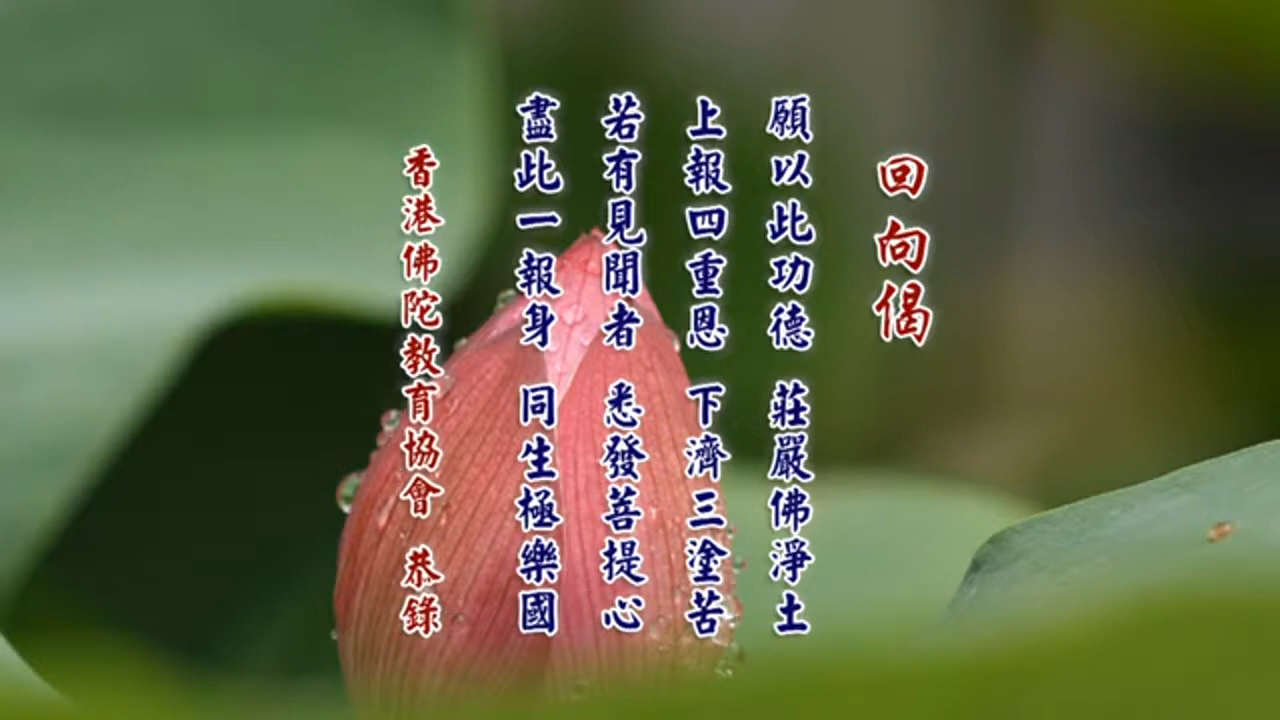 回向偈
願以此功德 莊嚴佛淨土
上報四重恩 下濟三塗苦
若有見聞者 悉發菩提心
盡此一報身 同生極樂國
香港佛陀教育協會 恭錄